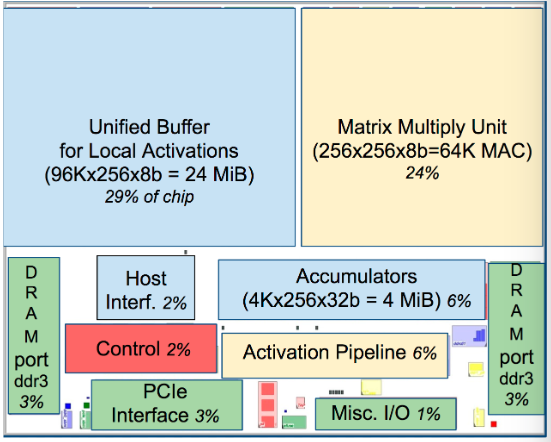 Unified Buffer
for Local Activations
(96Kx256x8b = 24 MiB)
29% of chip
Matrix Multiply Unit
(256x256x8b=64K MAC)
24%
D
R
A
M
port
ddr3
3%
Host
Interf. 2%
Accumulators
(4Kx256x32b = 4 MiB) 6%
D
R
A
M
port
ddr3
3%
Control 2%
Activation Pipeline 6%
PCIe
Interface 3%
Misc. I/O 1%